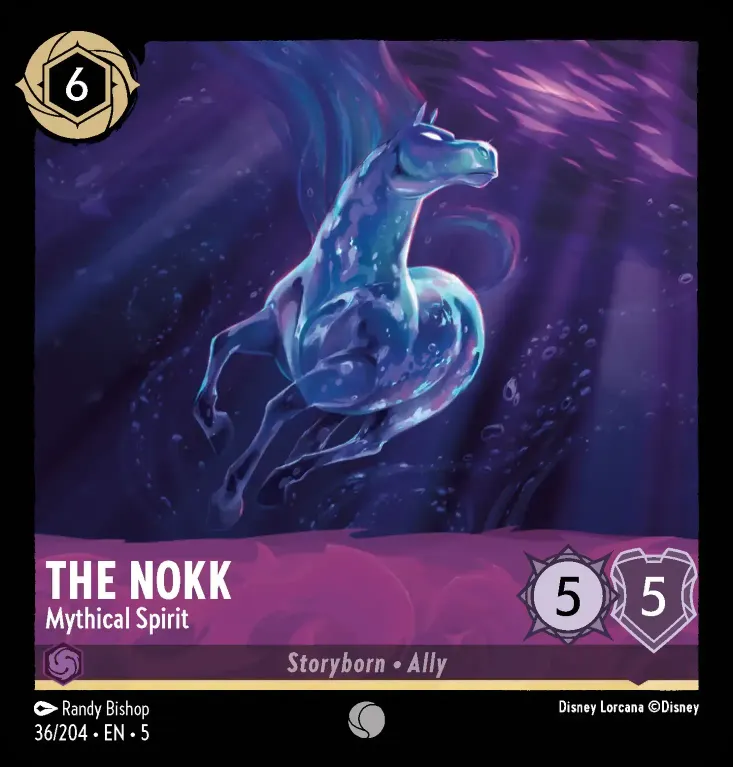 6
THE NOKK
Mythical Spirit
5 5
Storyborn • Ally
Randy Bishop
Disney Lorcana ©Disney
36/204 • EN • 5